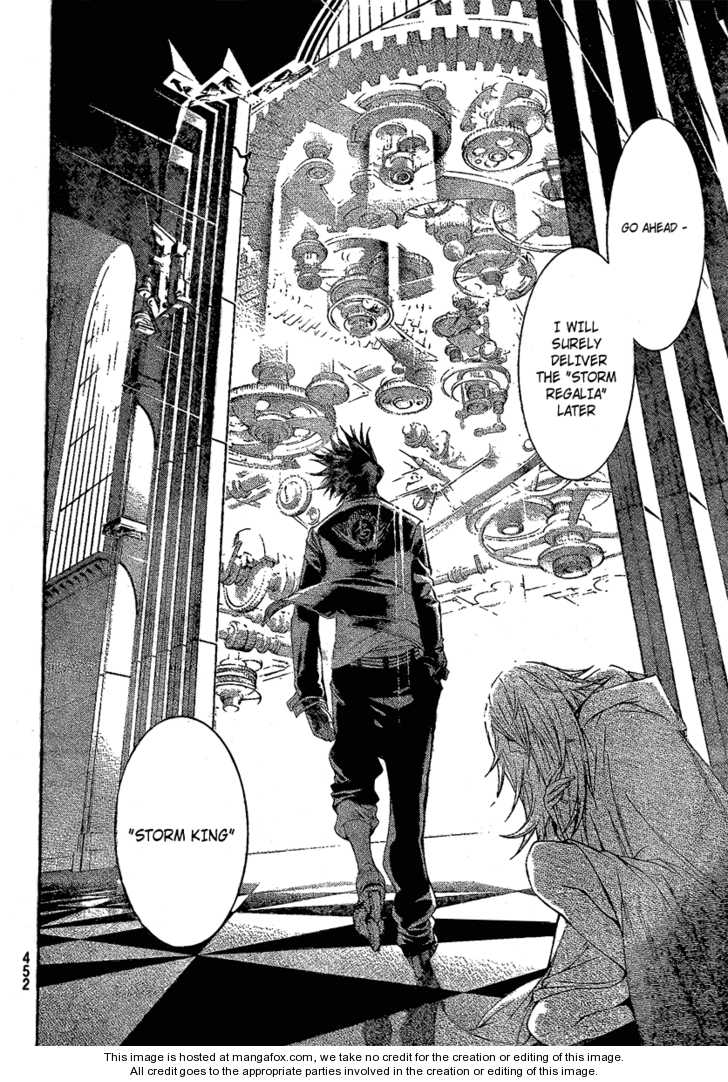 GO AHEAD -
I WILL
SURELY
DELIVER
THE "STORM
REGALIA"
LATER
"STORM KING"
452
This image is hosted at mangafox.com, we take no credit for the creation or editing of this image.
All credit goes to the appropriate parties involved in the creation or editing of this image.